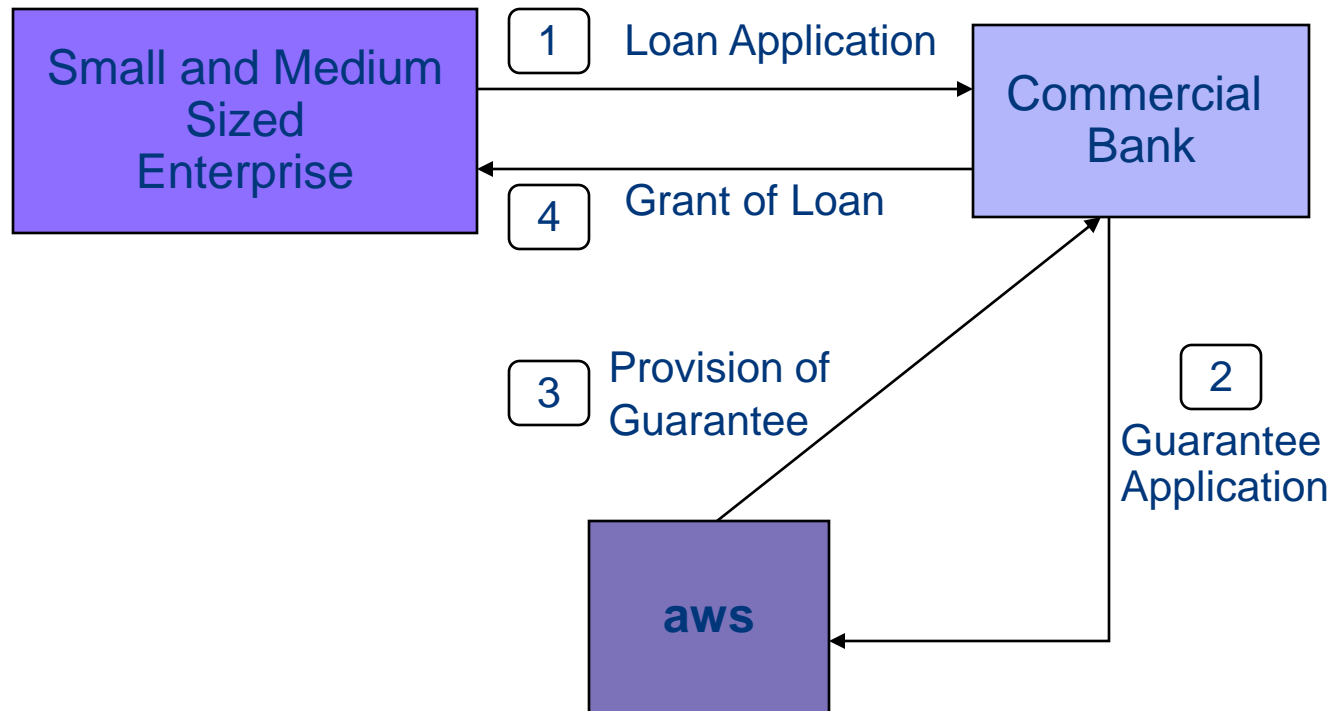 Small and Medium
Sized
Enterprise
1
Loan Application
Commercial
Bank
4
Grant of Loan
3
Provision of
Guarantee
2
Guarantee
Application
aws